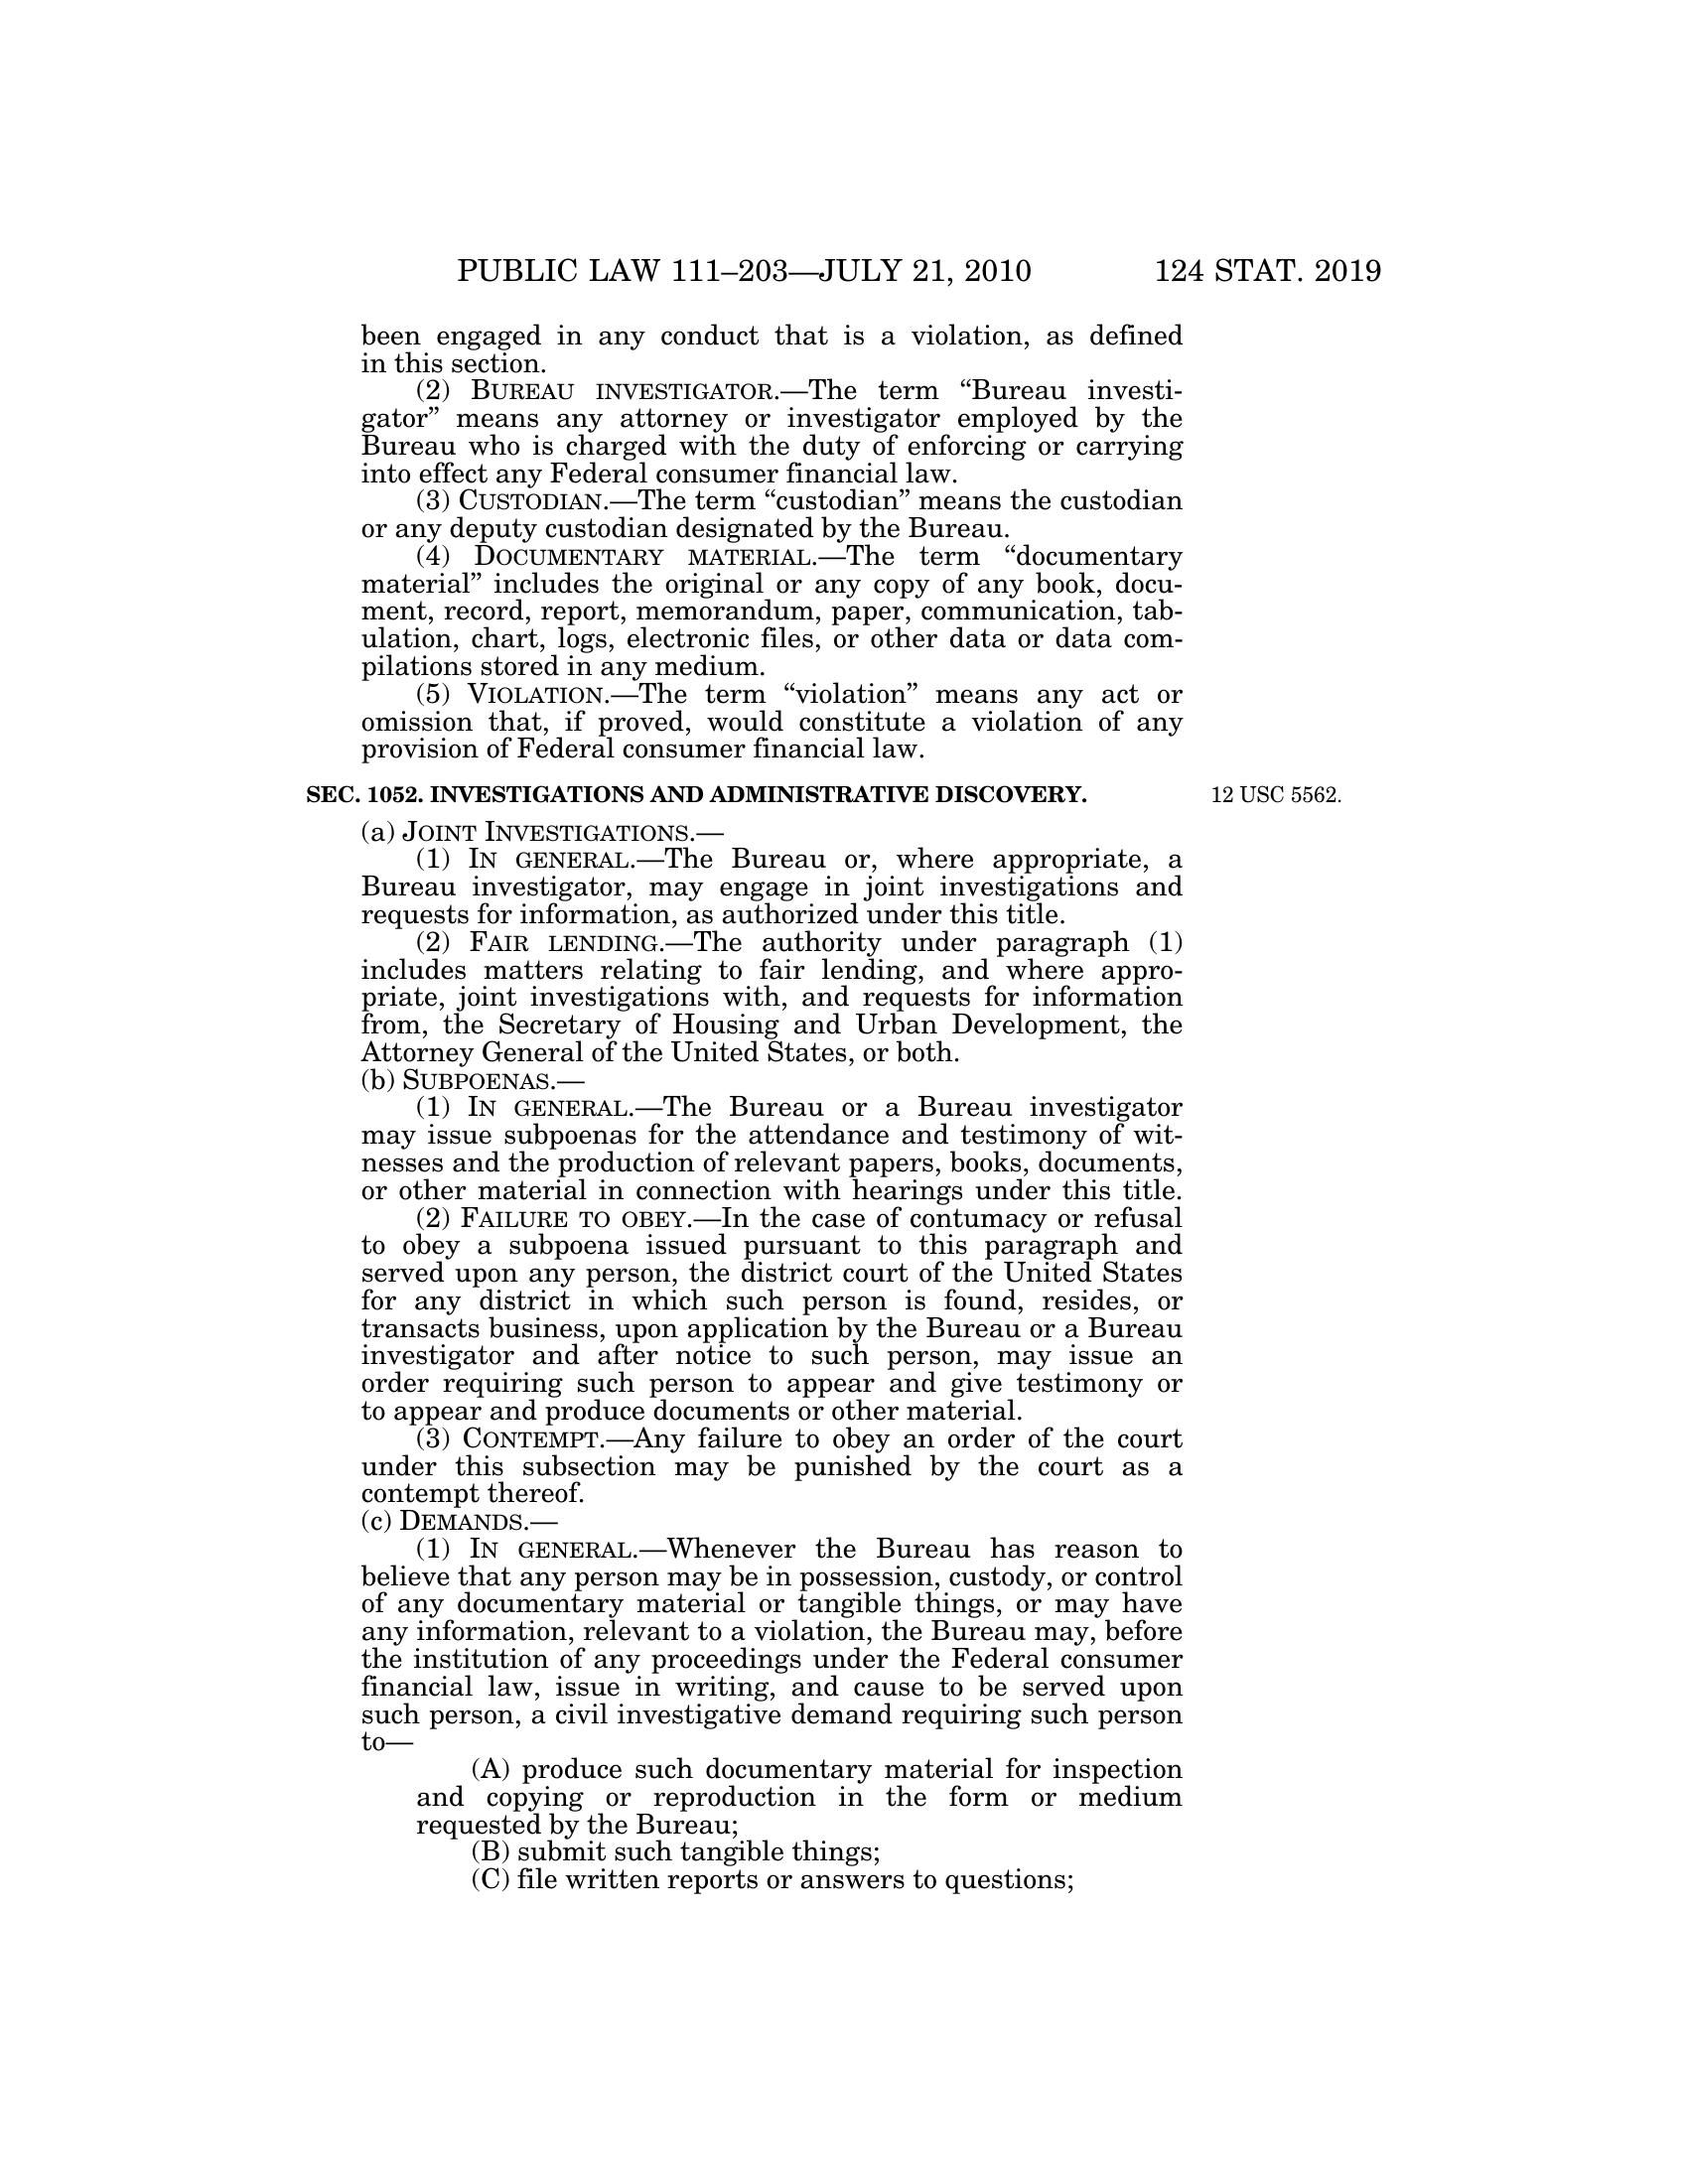 PUBLIC LAW 111–203—JULY 21, 2010 124 STAT. 2019
been engaged in any conduct that is a violation, as defined
in this section.
(2) BUREAU INVESTIGATOR.—The term “Bureau investi-
gator” means any attorney or investigator employed by the
Bureau who is charged with the duty of enforcing or carrying
into effect any Federal consumer financial law.
(3) CUSTODIAN.—The term “custodian” means the custodian
or any deputy custodian designated by the Bureau.
(4) DOCUMENTARY MATERIAL.—The term “documentary
material” includes the original or any copy of any book, docu-
ment, record, report, memorandum, paper, communication, tab-
ulation, chart, logs, electronic files, or other data or data com-
pilations stored in any medium.
(5) VIOLATION.—The term “violation” means any act or
omission that, if proved, would constitute a violation of any
provision of Federal consumer financial law.
SEC. 1052. INVESTIGATIONS AND ADMINISTRATIVE DISCOVERY. 12 USC 5562.
(a) JOINT INVESTIGATIONS.—
(1) IN GENERAL.—The Bureau or, where appropriate, a
Bureau investigator, may engage in joint investigations and
requests for information, as authorized under this title.
(2) FAIR LENDING.—The authority under paragraph (1)
includes matters relating to fair lending, and where appro-
priate, joint investigations with, and requests for information
from, the Secretary of Housing and Urban Development, the
Attorney General of the United States, or both.
(b) SUBPOENAS.—
(1) IN GENERAL.—The Bureau or a Bureau investigator
may issue subpoenas for the attendance and testimony of wit-
nesses and the production of relevant papers, books, documents,
or other material in connection with hearings under this title.
(2) FAILURE TO OBEY.—In the case of contumacy or refusal
to obey a subpoena issued pursuant to this paragraph and
served upon any person, the district court of the United States
for any district in which such person is found, resides, or
transacts business, upon application by the Bureau or a Bureau
investigator and after notice to such person, may issue an
order requiring such person to appear and give testimony or
to appear and produce documents or other material.
(3) CONTEMPT.—Any failure to obey an order of the court
under this subsection may be punished by the court as a
contempt thereof.
(c) DEMANDS.—
(1) IN GENERAL.—Whenever the Bureau has reason to
believe that any person may be in possession, custody, or control
of any documentary material or tangible things, or may have
any information, relevant to a violation, the Bureau may, before
the institution of any proceedings under the Federal consumer
financial law, issue in writing, and cause to be served upon
such person, a civil investigative demand requiring such person
to—
(A) produce such documentary material for inspection
and copying or reproduction in the form or medium
requested by the Bureau;
(B) submit such tangible things;
(C) file written reports or answers to questions;